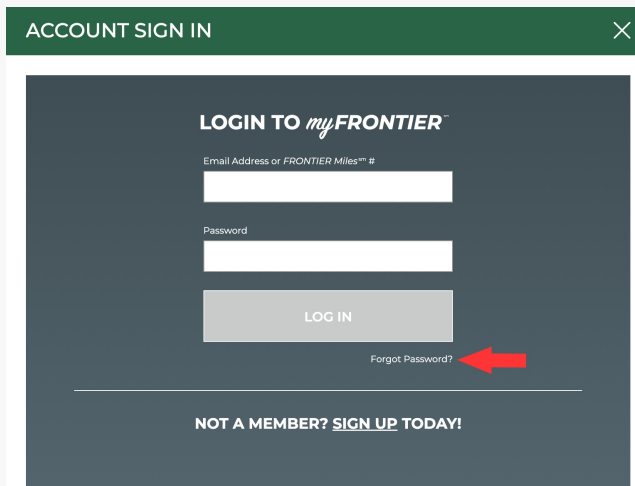 ACCOUNT SIGN IN
LOGIN TO myFRONTIER℠
Email Address or FRONTIER Miles℠ #
Password
LOG IN
Forgot Password?
NOT A MEMBER? SIGN UP TODAY!